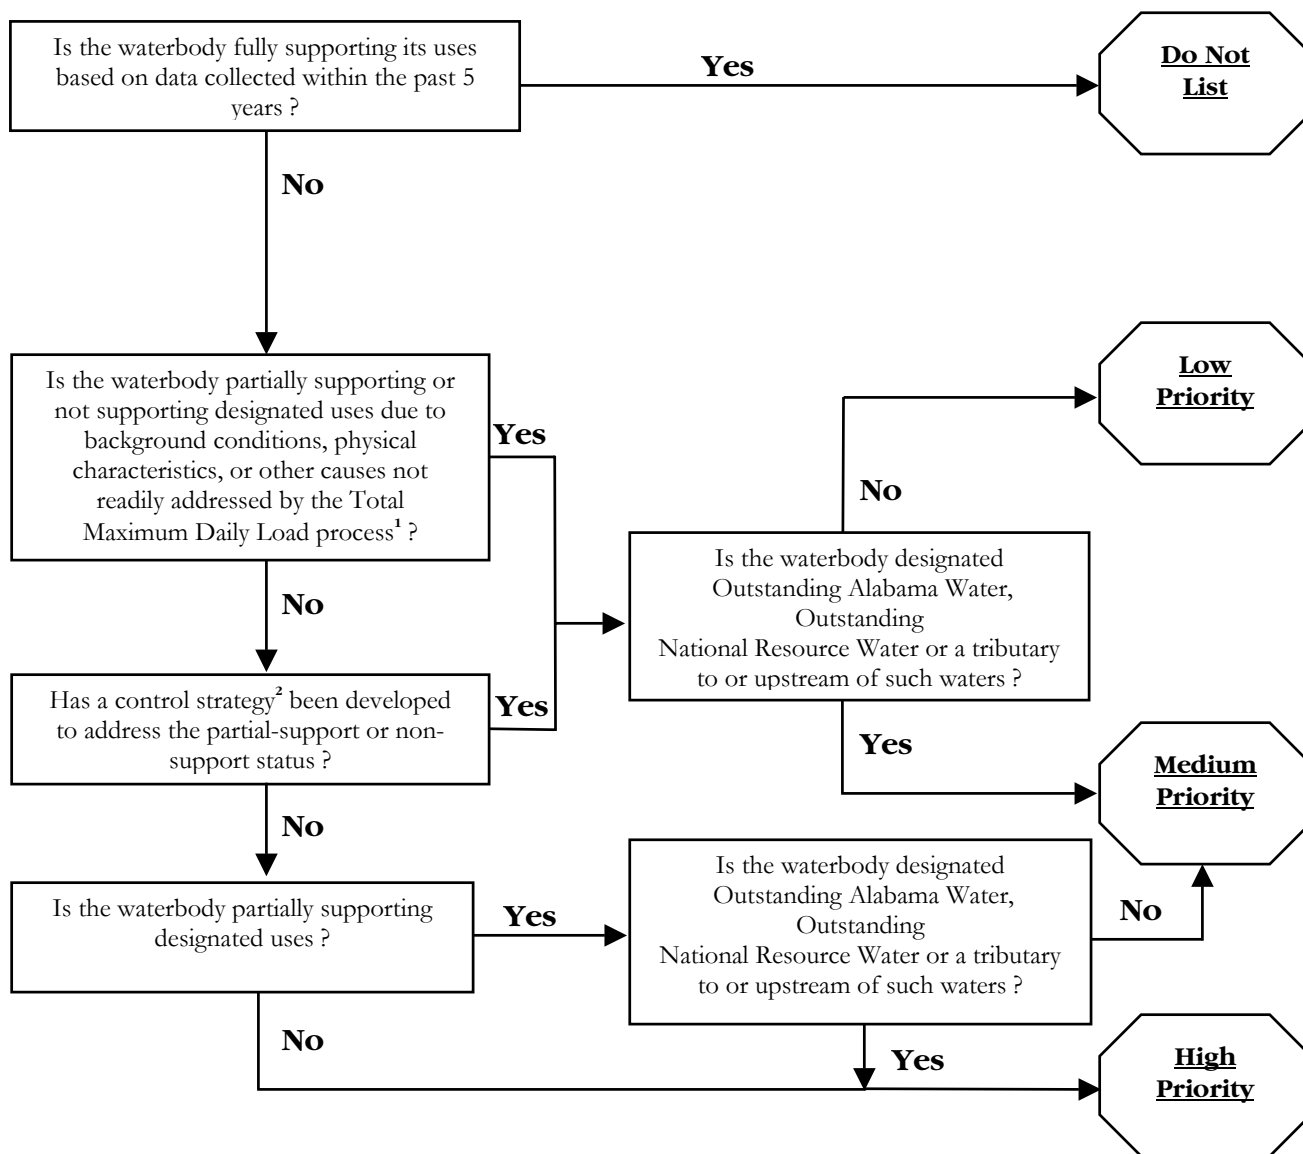 Is the waterbody fully supporting its uses
based on data collected within the past 5
years ?
Yes
Do Not
List
No
Is the waterbody partially supporting or
not supporting designated uses due to
background conditions, physical
characteristics, or other causes not
readily addressed by the Total
Maximum Daily Load process¹ ?
Yes
Low
Priority
No
Is the waterbody designated
Outstanding Alabama Water,
Outstanding
National Resource Water or a tributary
to or upstream of such waters ?
No
Has a control strategy² been developed
to address the partial-support or non-
support status ?
Yes
Yes
Medium
Priority
No
Is the waterbody partially supporting
designated uses ?
Yes
Is the waterbody designated
Outstanding Alabama Water,
Outstanding
National Resource Water or a tributary
to or upstream of such waters ?
No
No
Yes
High
Priority